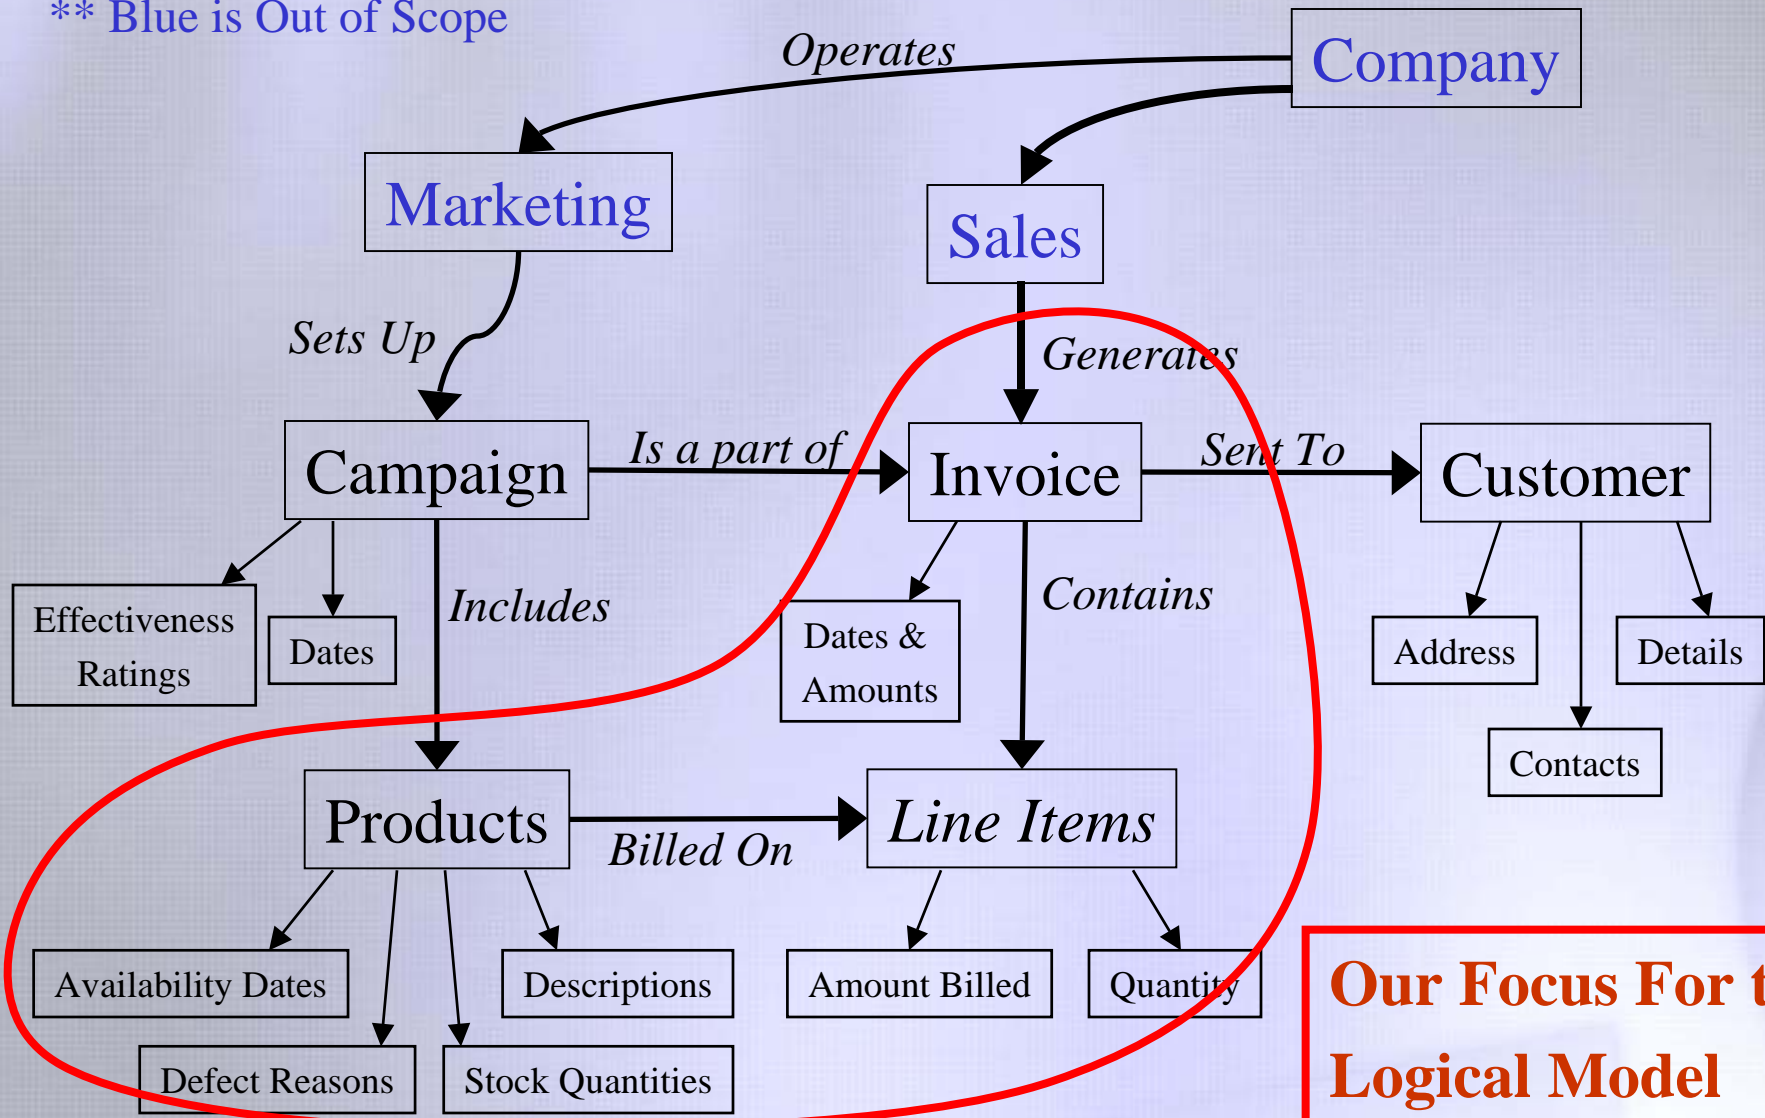 ** Blue is Out of Scope
Operates
Company
Marketing
Sales
Sets Up
Generates
Campaign
Is a part of
Invoice
Sent To
Customer
Effectiveness
Ratings
Dates
Includes
Dates &
Amounts
Contains
Address
Details
Contacts
Products
Billed On
Line Items
Availability Dates
Descriptions
Amount Billed
Quantity
Defect Reasons
Stock Quantities
Our Focus For t
Logical Model